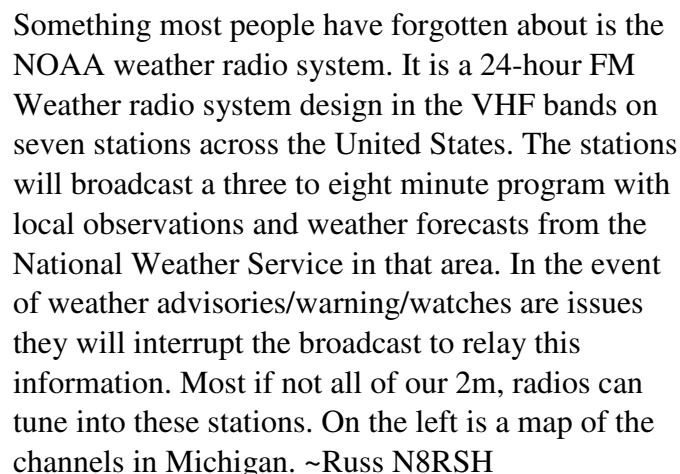 Something most people have forgotten about is the
NOAA weather radio system. It is a 24-hour FM
Weather radio system design in the VHF bands on
seven stations across the United States. The stations
will broadcast a three to eight minute program with
local observations and weather forecasts from the
National Weather Service in that area. In the event
of weather advisories/warning/watches are issues
they will interrupt the broadcast to relay this
information. Most if not all of our 2m, radios can
tune into these stations. On the left is a map of the
channels in Michigan. ~Russ N8RSH